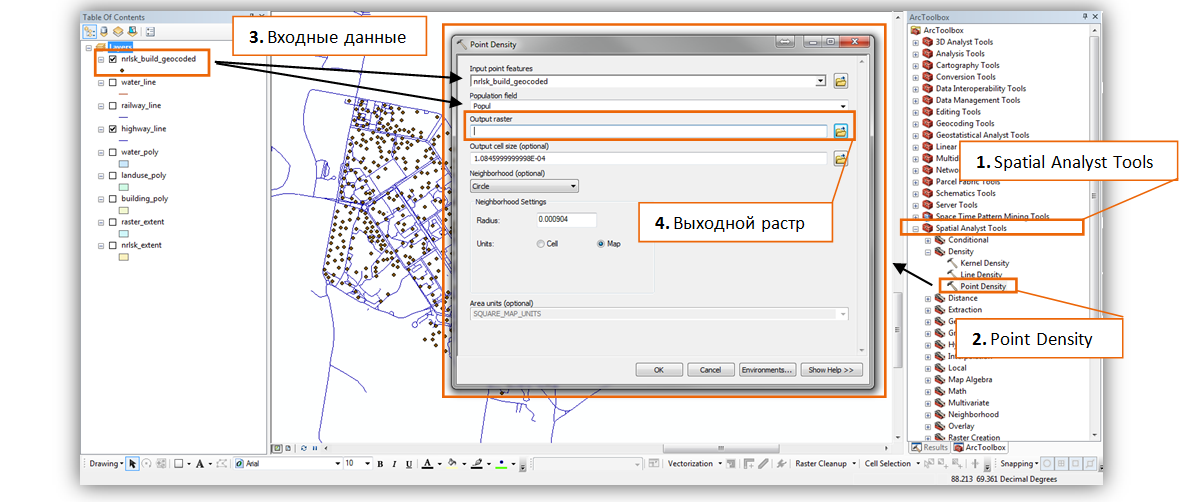 Table Of Contents
Layers
nrlsk_build_geocoded
water_line
railway_line
highway_line
water_poly
landuse_poly
building_poly
raster_extent
nrlsk_extent
3. Входные данные
Point Density
Input point features
nrlsk_build_geocoded
Population field
Popul
Output raster
Output cell size (optional)
1.0845999999998E-04
Neighborhood (optional)
Circle
Neighborhood Settings
Radius:
0.000904
Units:
Cell
Map
4. Выходной растр
Area units (optional)
SQUARE_MAP_UNITS
OK
Cancel
Environments...
Show Help >>
ArcToolbox
ArcToolbox
3D Analyst Tools
Analysis Tools
Cartography Tools
Conversion Tools
Data Interoperability Tools
Data Management Tools
Editing Tools
Geocoding Tools
Geostatistical Analyst Tools
Linear
Multid
Netwo
Parcel Fabric Tools
Schematics Tools
Server Tools
Space Time Pattern Mining Tools
Spatial Analyst Tools
Conditional
Density
Kernel Density
Line Density
Point Density
Distance
Extraction
Local
Map Algebra
Math
Multivariate
Neighborhood
Overlay
Raster Creation
1. Spatial Analyst Tools
2. Point Density
Results
ArcToolbox
Drawing
Arial
10
B I U A
Vectorization
Raster Cleanup
Cell Selection
Snapping
88.213 69.361 Decimal Degrees